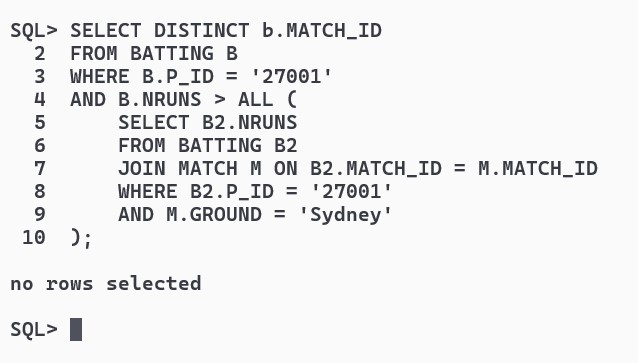 SQL> SELECT DISTINCT b.MATCH_ID
  2  FROM BATTING B
  3  WHERE B.P_ID = '27001'
  4  AND B.NRUNS > ALL (
  5      SELECT B2.NRUNS
  6      FROM BATTING B2
  7      JOIN MATCH M ON B2.MATCH_ID = M.MATCH_ID
  8      WHERE B2.P_ID = '27001'
  9      AND M.GROUND = 'Sydney'
 10  );
no rows selected
SQL>